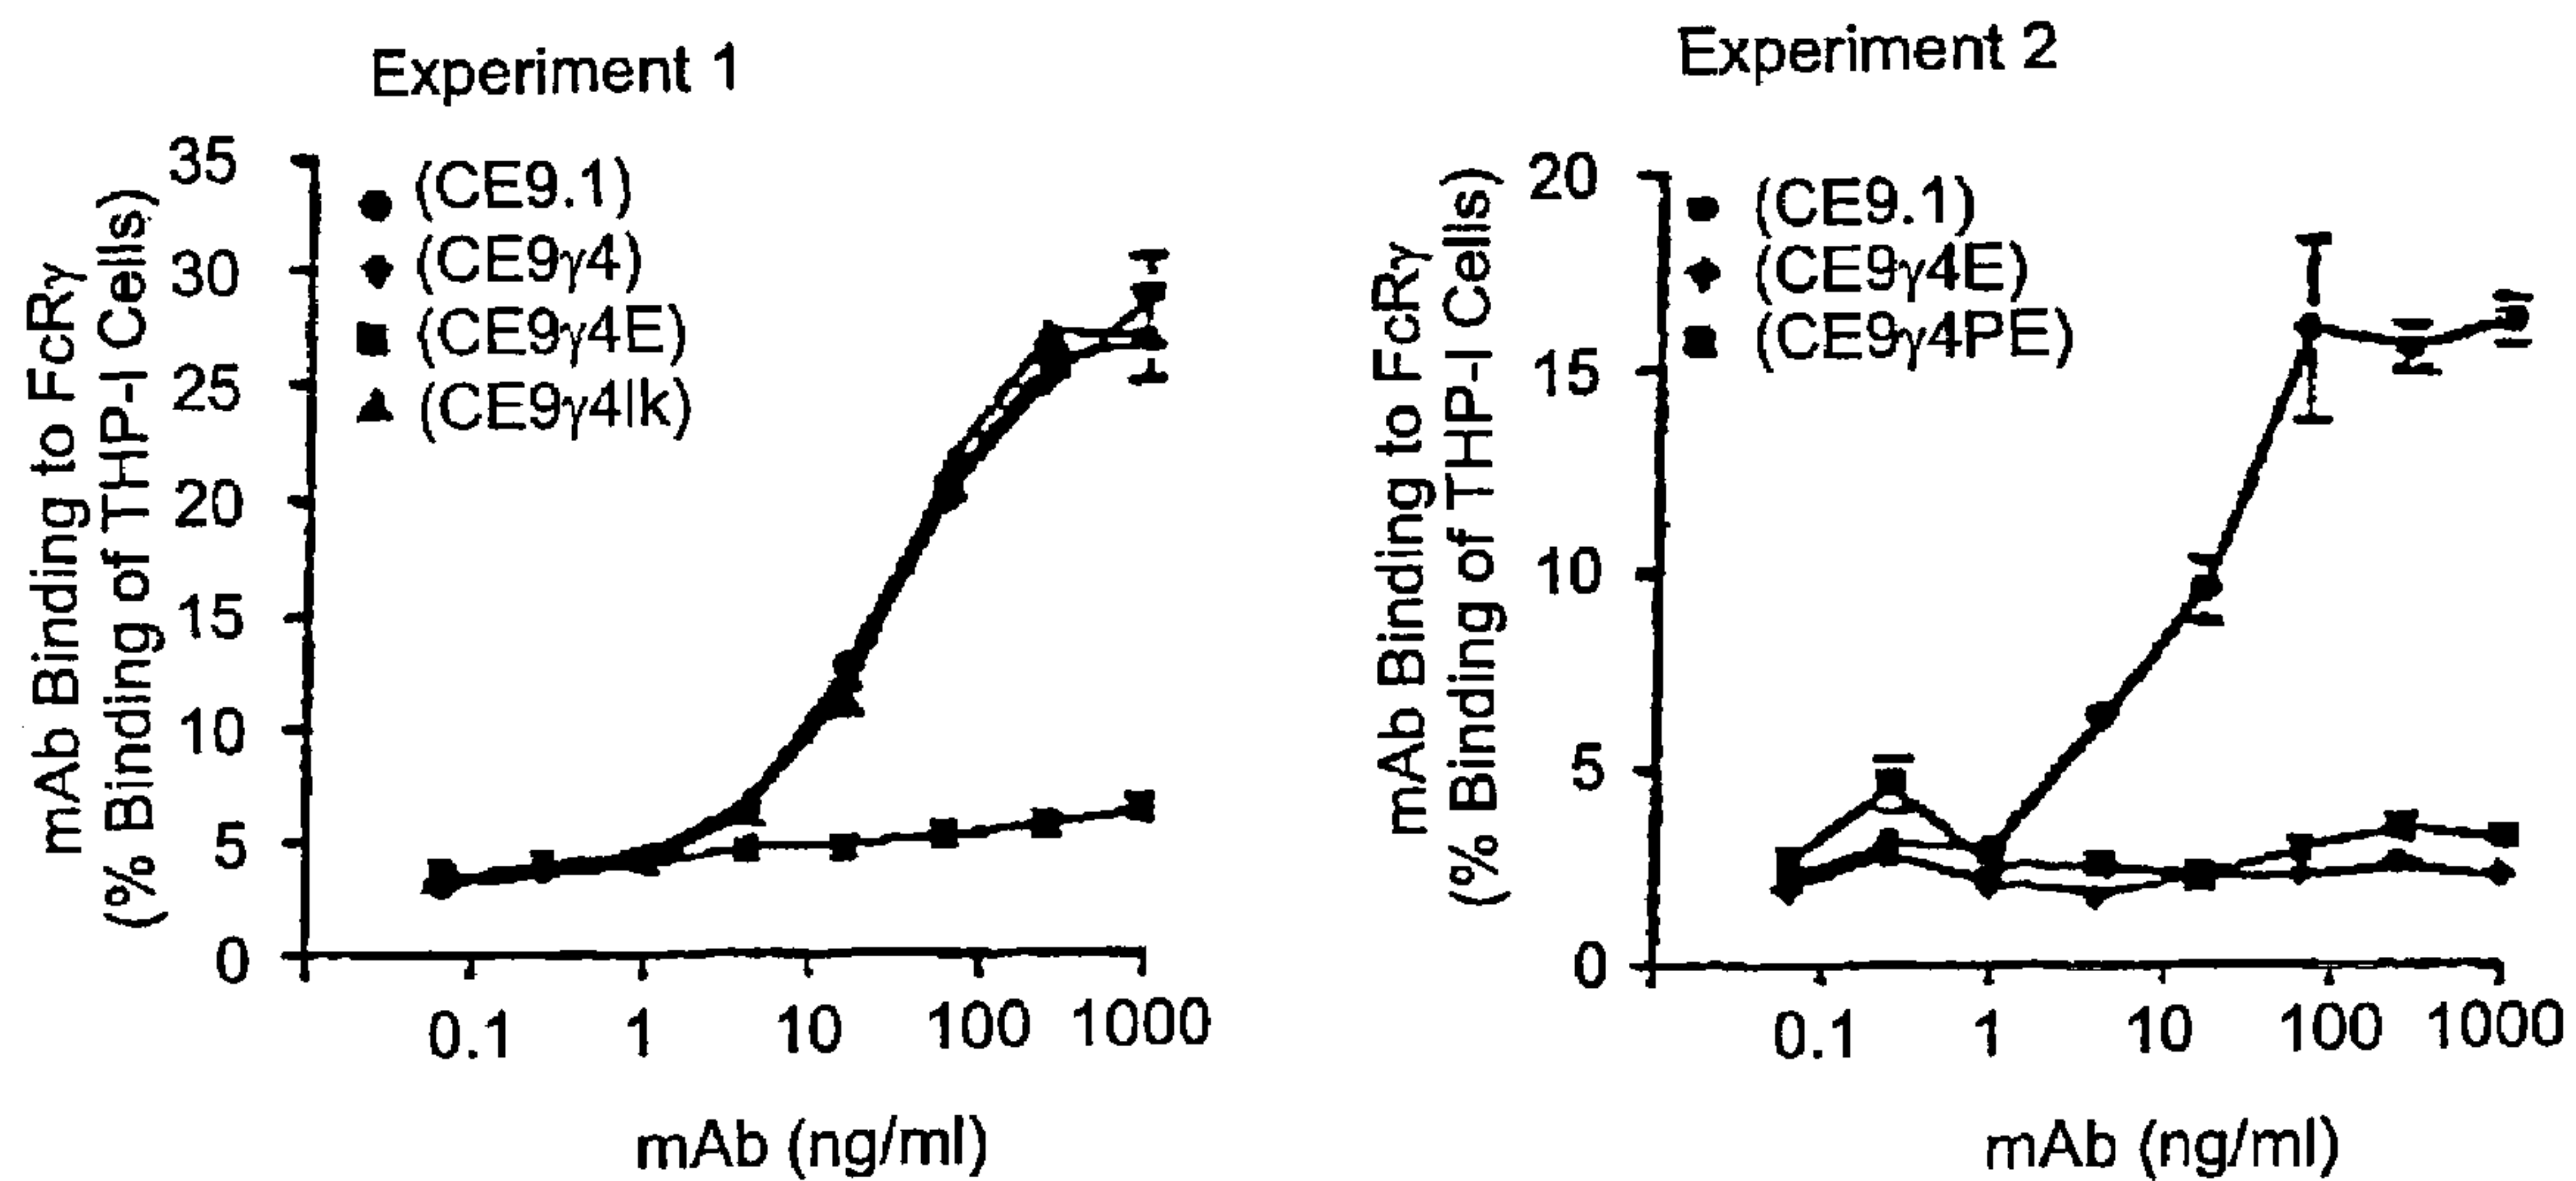 Experiment 1
mAb Binding to FcRγ
(% Binding of THP-I Cells)
35
30
25
20
15
10
5
0
(CE9.1)
(CE9γ4)
(CE9γ4E)
(CE9γ4Ik)
0.1 1 10 100 1000
mAb (ng/ml)
Experiment 2
mAb Binding to FcRγ
(% Binding of THP-I Cells)
20
15
10
5
0
(CE9.1)
(CE9γ4E)
(CE9γ4PE)
0.1 1 10 100 1000
mAb (ng/ml)